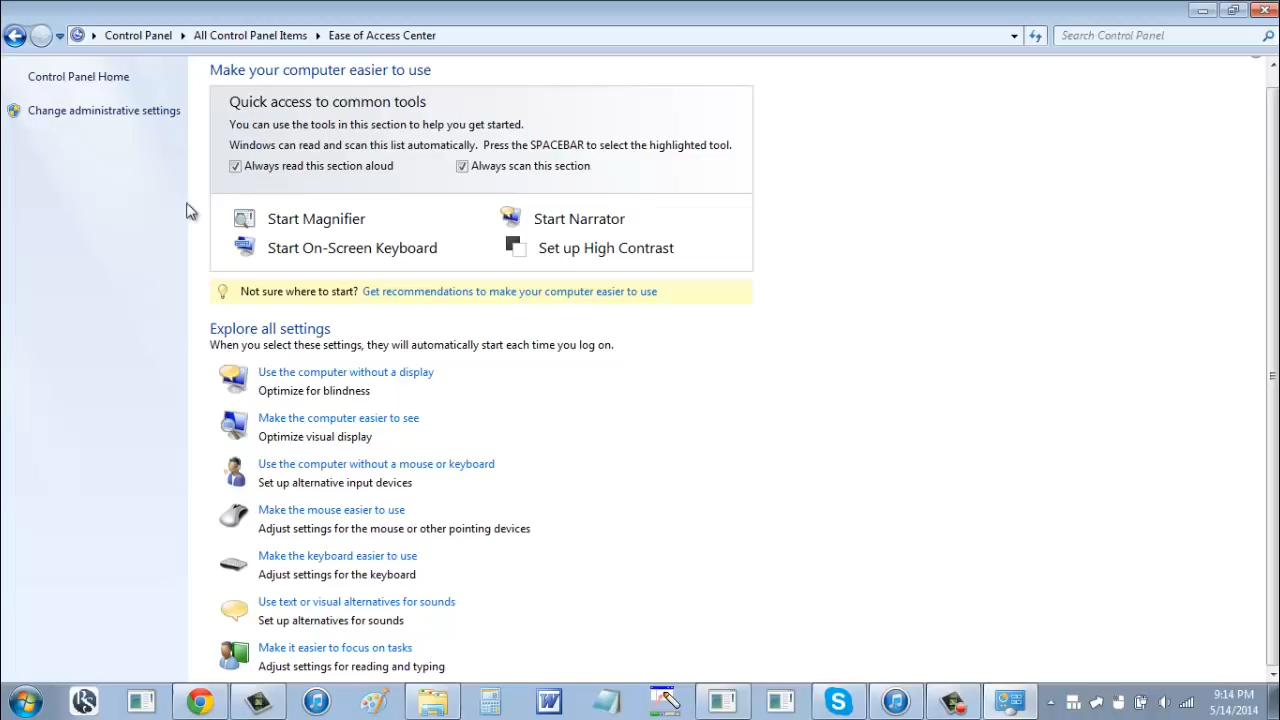 Control Panel All Control Panel Items Ease of Access Center Search Control Panel
Control Panel Home
Change administrative settings
Make your computer easier to use
Quick access to common tools
You can use the tools in this section to help you get started.
Windows can read and scan this list automatically. Press the SPACEBAR to select the highlighted tool.
Always read this section aloud Always scan this section
Start Magnifier Start Narrator
Start On-Screen Keyboard Set up High Contrast
Not sure where to start? Get recommendations to make your computer easier to use
Explore all settings
When you select these settings, they will automatically start each time you log on.
Use the computer without a display
Optimize for blindness
Make the computer easier to see
Optimize visual display
Use the computer without a mouse or keyboard
Set up alternative input devices
Make the mouse easier to use
Adjust settings for the mouse or other pointing devices
Make the keyboard easier to use
Adjust settings for the keyboard
Use text or visual alternatives for sounds
Set up alternatives for sounds
Make it easier to focus on tasks
Adjust settings for reading and typing
9:14 PM
5/14/2014